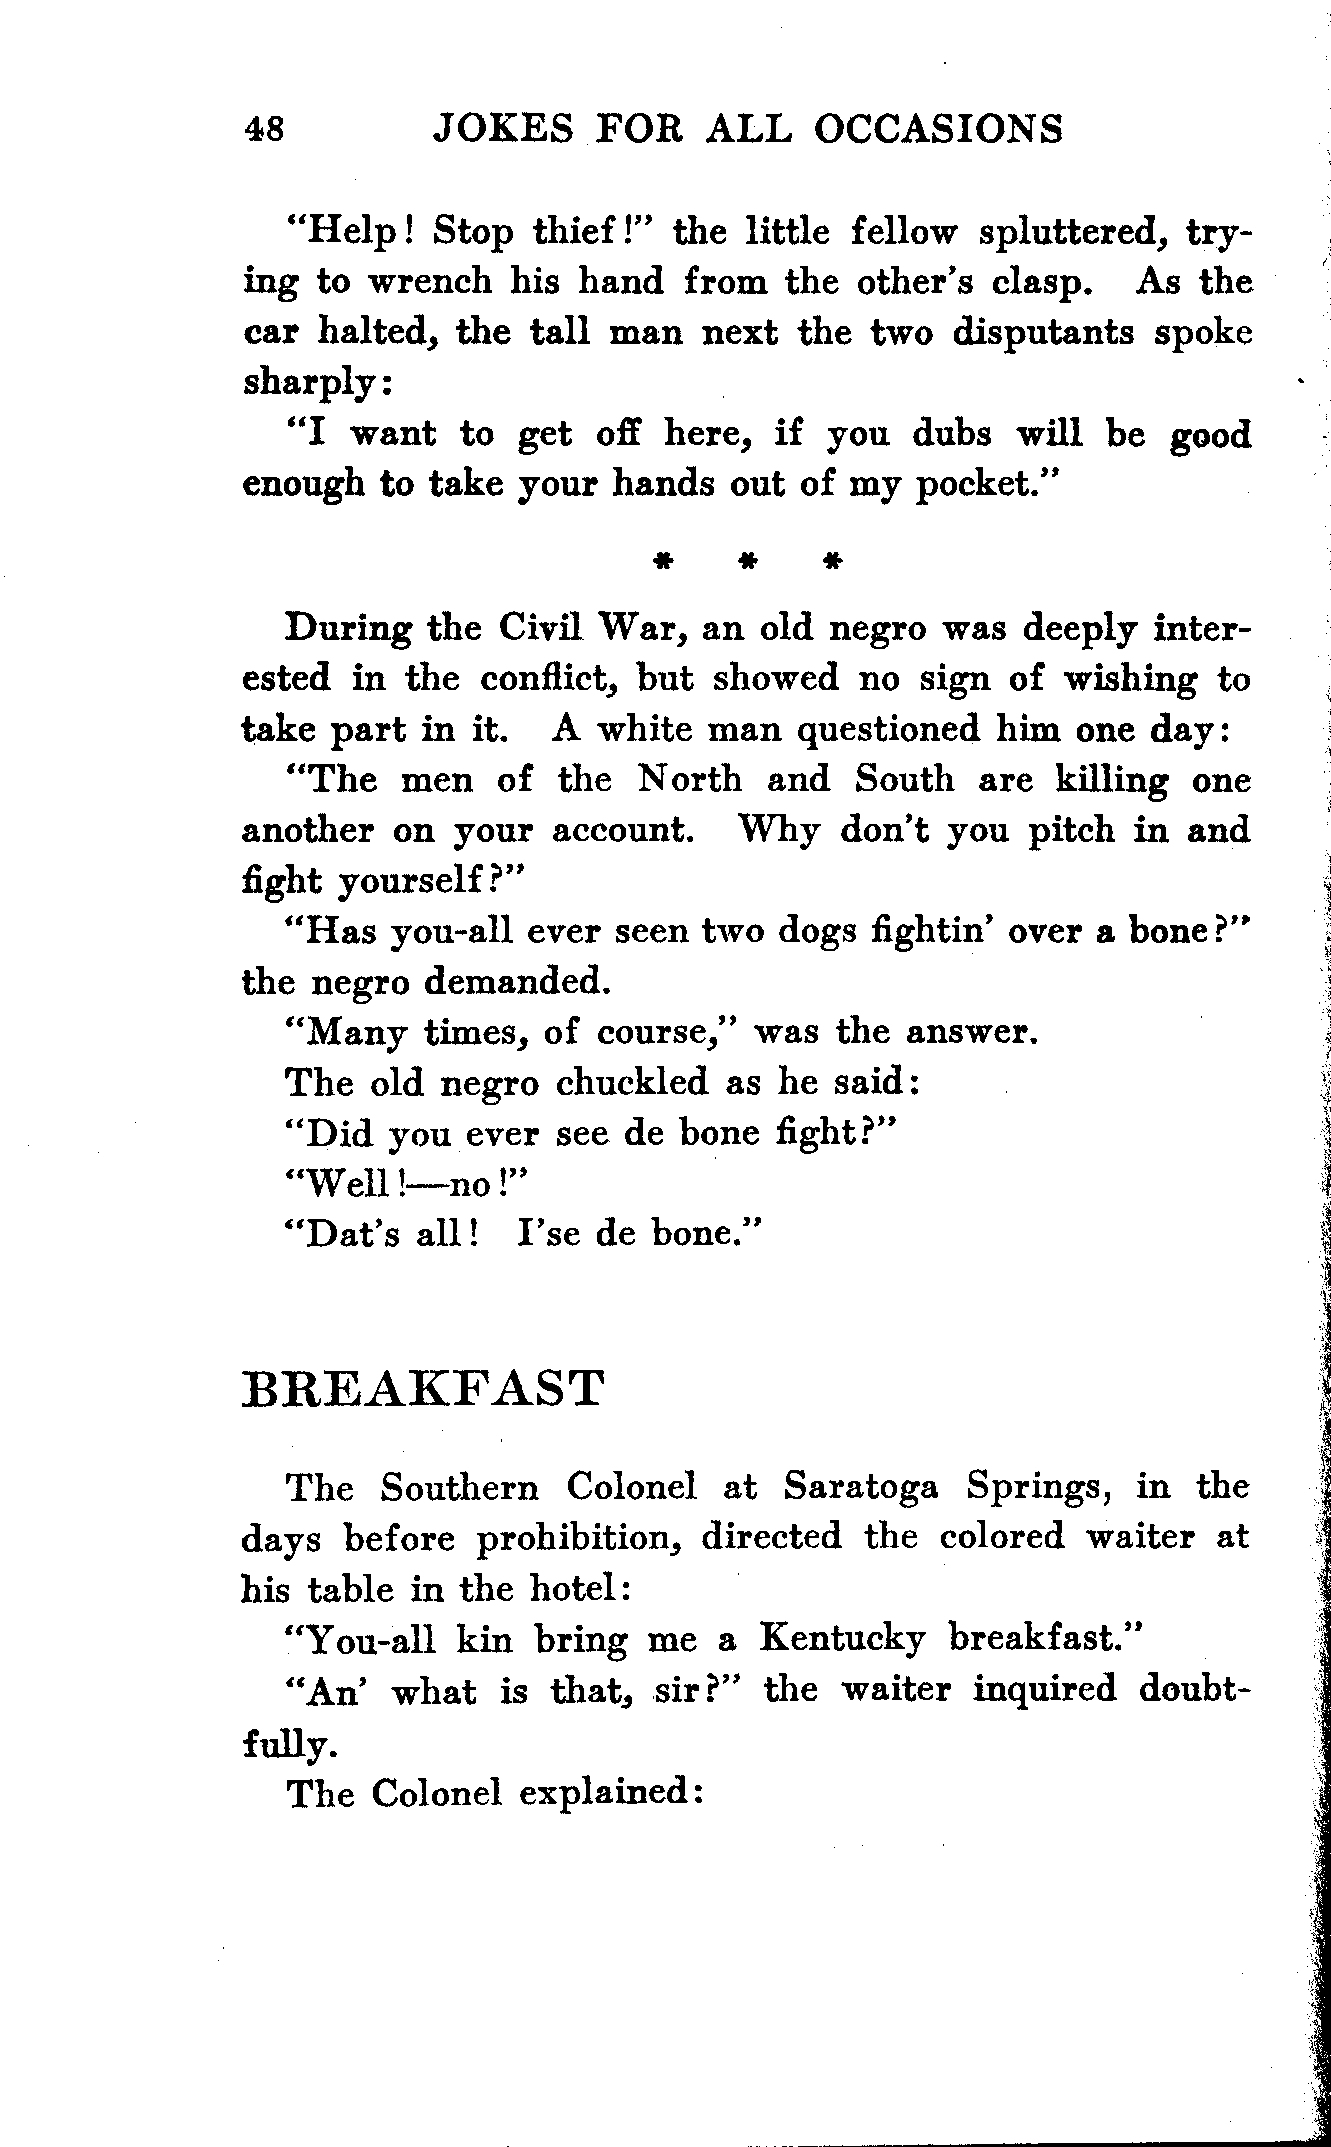 48 JOKES FOR ALL OCCASIONS
"Help! Stop thief!" the little fellow spluttered, try-
ing to wrench his hand from the other's clasp. As the
car halted, the tall man next the two disputants spoke
sharply:
"I want to get off here, if you dubs will be good
enough to take your hands out of my pocket."
* * *
During the Civil War, an old negro was deeply inter-
ested in the conflict, but showed no sign of wishing to
take part in it. A white man questioned him one day:
"The men of the North and South are killing one
another on your account. Why don't you pitch in and
fight yourself?"
"Has you-all ever seen two dogs fightin' over a bone?"
the negro demanded.
"Many times, of course," was the answer.
The old negro chuckled as he said:
"Did you ever see de bone fight?"
"Well!—no!"
"Dat's all! I'se de bone."
BREAKFAST
The Southern Colonel at Saratoga Springs, in the
days before prohibition, directed the colored waiter at
his table in the hotel:
"You-all kin bring me a Kentucky breakfast."
"An' what is that, sir?" the waiter inquired doubt-
fully.
The Colonel explained: